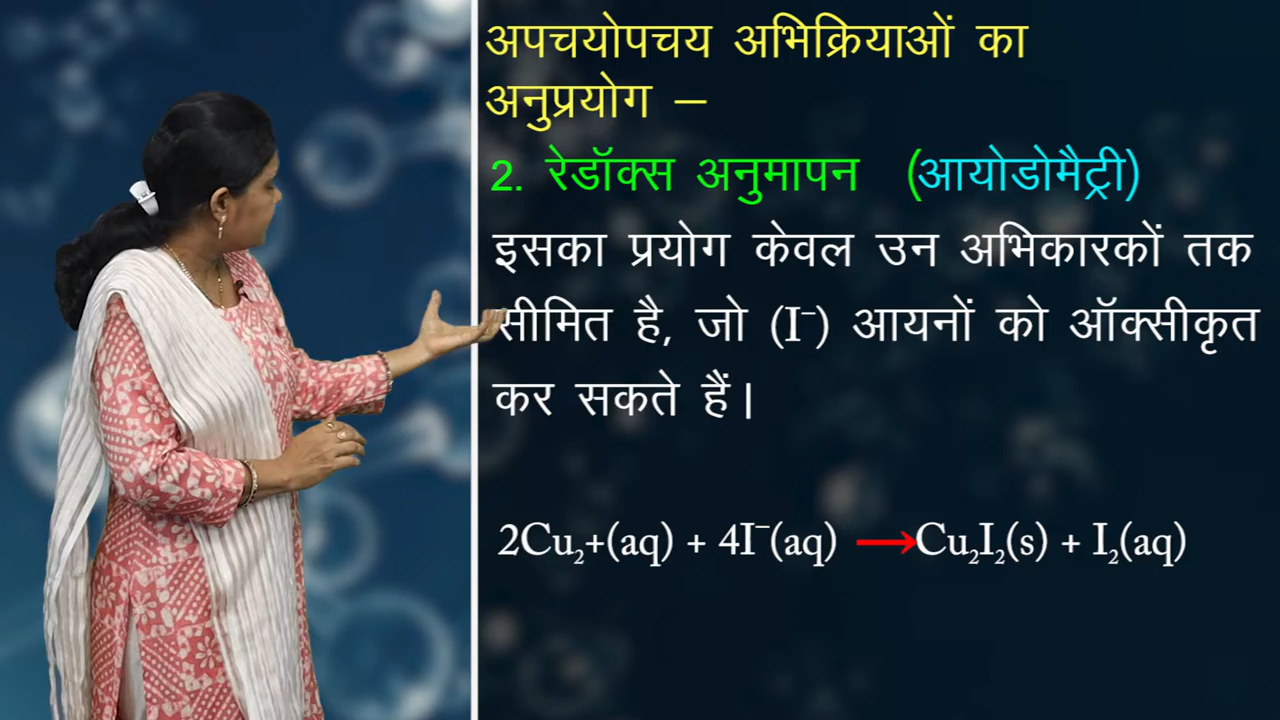 अपचयोपचय अभिक्रियाओं का
अनुप्रयोग –
2. रेडॉक्स अनुमापन (आयोडोमैट्री)
इसका प्रयोग केवल उन अभिकारकों तक
सीमित है, जो (I⁻) आयनों को ऑक्सीकृत
कर सकते हैं।
2Cu₂+(aq) + 4I⁻(aq) ⟶Cu₂I₂(s) + I₂(aq)